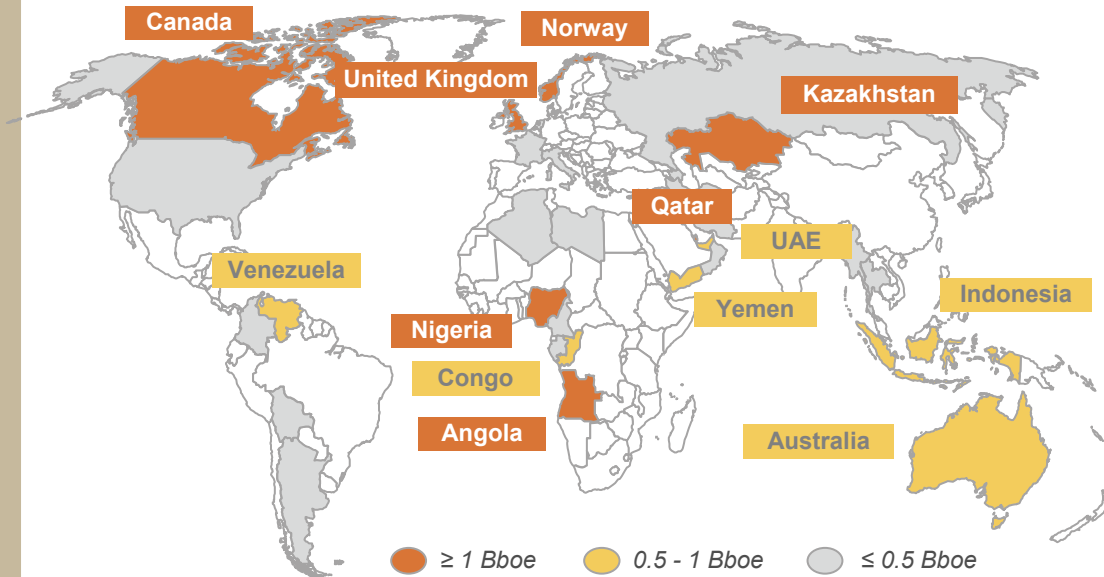 Canada
Norway
United Kingdom
Kazakhstan
Qatar
UAE
Venezuela
Indonesia
Yemen
Nigeria
Congo
Angola
Australia
≥ 1 Bboe
0.5 - 1 Bboe
≤ 0.5 Bboe